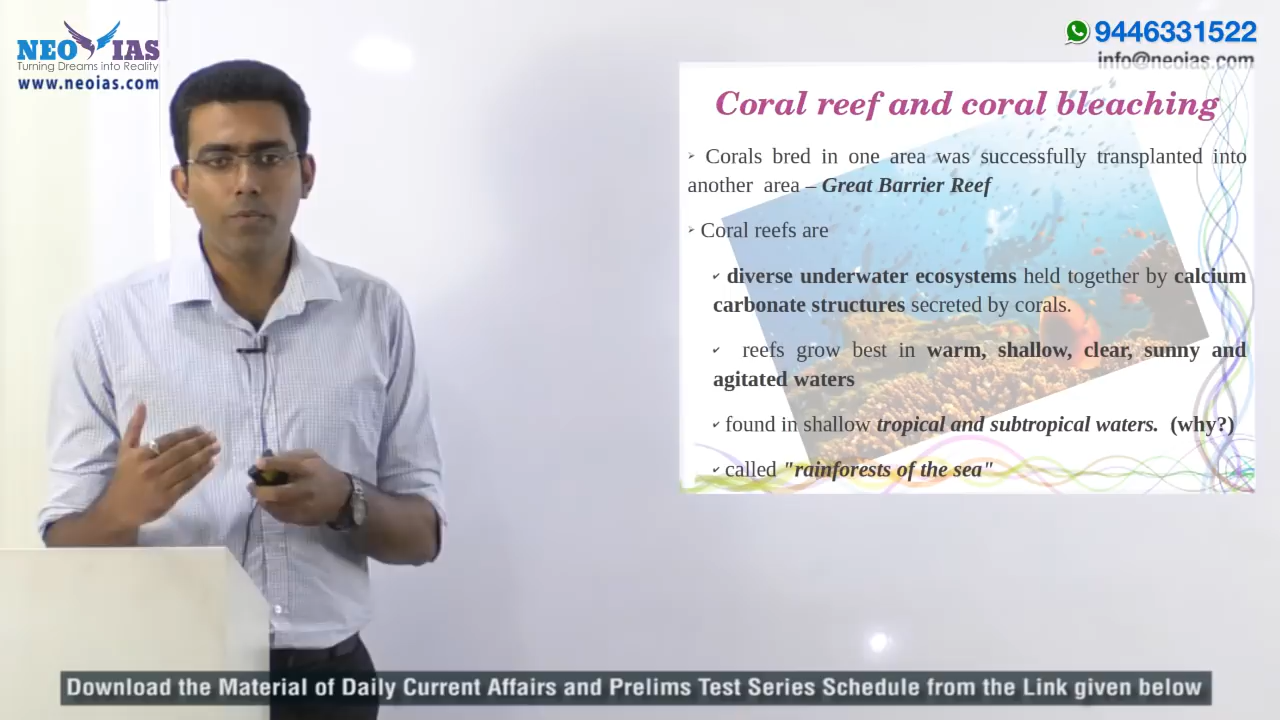 NEO IAS
Turning Dreams into Reality
www.neoias.com
9446331522
info@neoias.com
Coral reef and coral bleaching
➢ Corals bred in one area was successfully transplanted into
another area – Great Barrier Reef
➢ Coral reefs are
✓ diverse underwater ecosystems held together by calcium
carbonate structures secreted by corals.
✓ reefs grow best in warm, shallow, clear, sunny and
agitated waters
✓ found in shallow tropical and subtropical waters. (why?)
✓ called "rainforests of the sea"
Download the Material of Daily Current Affairs and Prelims Test Series Schedule from the Link given below